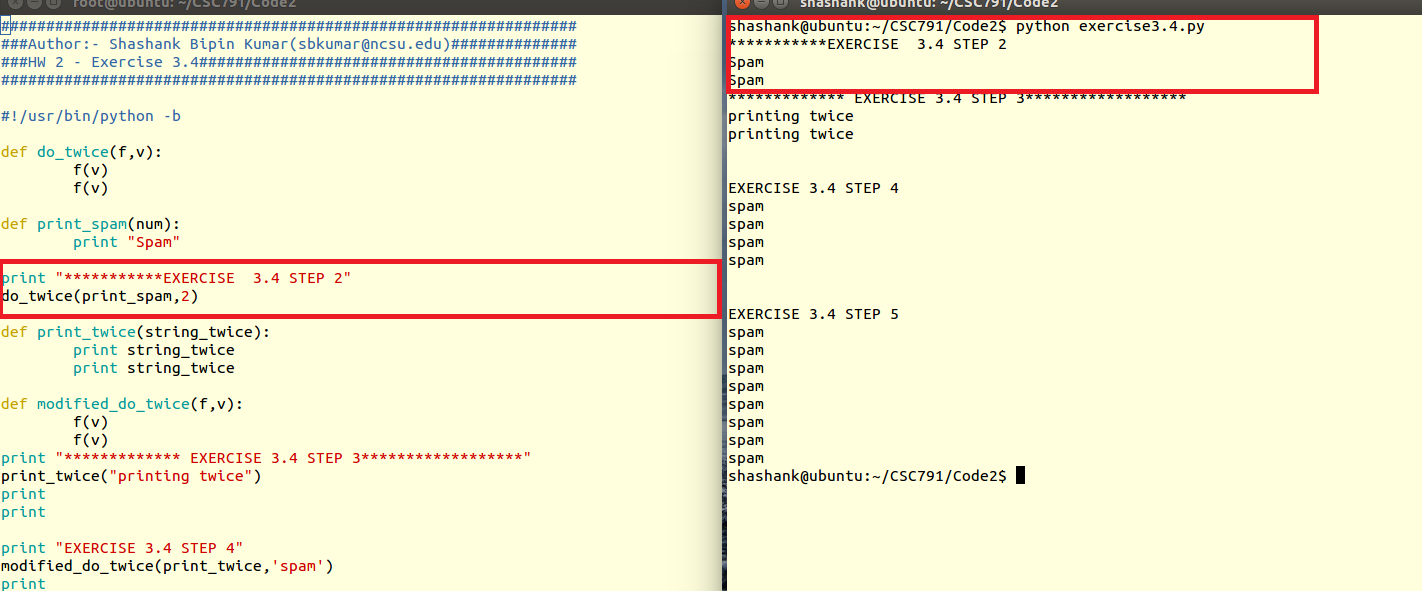 root@ubuntu: ~/CSC791/Code2
################################################################
###Author:- Shashank Bipin Kumar(sbkumar@ncsu.edu)##############
###HW 2 - Exercise 3.4##########################################
################################################################
#!/usr/bin/python -b
def do_twice(f,v):
f(v)
f(v)
def print_spam(num):
print "Spam"
print "***********EXERCISE  3.4 STEP 2"
do_twice(print_spam,2)
def print_twice(string_twice):
print string_twice
print string_twice
def modified_do_twice(f,v):
f(v)
f(v)
print "************* EXERCISE 3.4 STEP 3******************"
print_twice("printing twice")
print
print
print "EXERCISE 3.4 STEP 4"
modified_do_twice(print_twice,'spam')
print
shashank@ubuntu: ~/CSC791/Code2
shashank@ubuntu:~/CSC791/Code2$ python exercise3.4.py
***********EXERCISE  3.4 STEP 2
Spam
Spam
************* EXERCISE 3.4 STEP 3******************
printing twice
printing twice
EXERCISE 3.4 STEP 4
spam
spam
spam
spam
EXERCISE 3.4 STEP 5
spam
spam
spam
spam
spam
spam
spam
spam
shashank@ubuntu:~/CSC791/Code2$